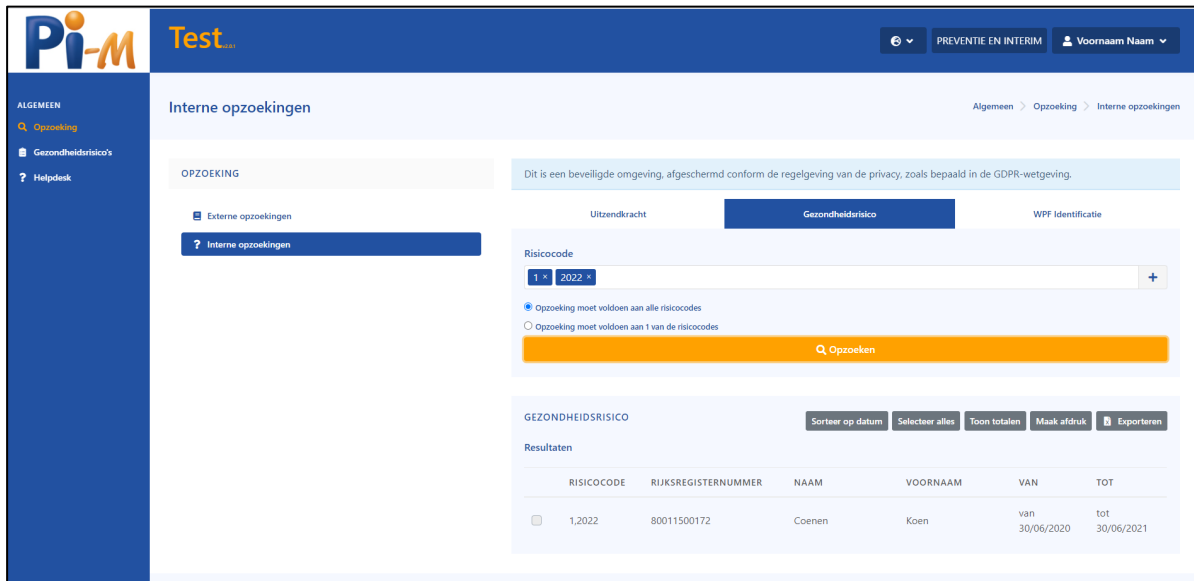 Pi-M
Test v2.0.1
PREVENTIE EN INTERIM
Voornaam Naam
ALGEMEEN
Opzoeking
Gezondheidsrisico's
? Helpdesk
Interne opzoekingen
Algemeen > Opzoeking > Interne opzoekingen
OPZOEKING
Externe opzoekingen
? Interne opzoekingen
Dit is een beveiligde omgeving, afgeschermd conform de regelgeving van de privacy, zoals bepaald in de GDPR-wetgeving.
Uitzendkracht Gezondheidsrisico WPF Identificatie
Risicocode
1 × 2022 ×
+
Opzoeking moet voldoen aan alle risicocodes
Opzoeking moet voldoen aan 1 van de risicocodes
Opzoeken
GEZONDHEIDSRISICO
Sorteer op datum Selecteer alles Toon totalen Maak afdruk Exporteren
Resultaten
RISICOCODE RIJKSREGISTERNUMMER NAAM VOORNAAM VAN TOT
1,2022 80011500172 Coenen Koen van 30/06/2020 tot 30/06/2021